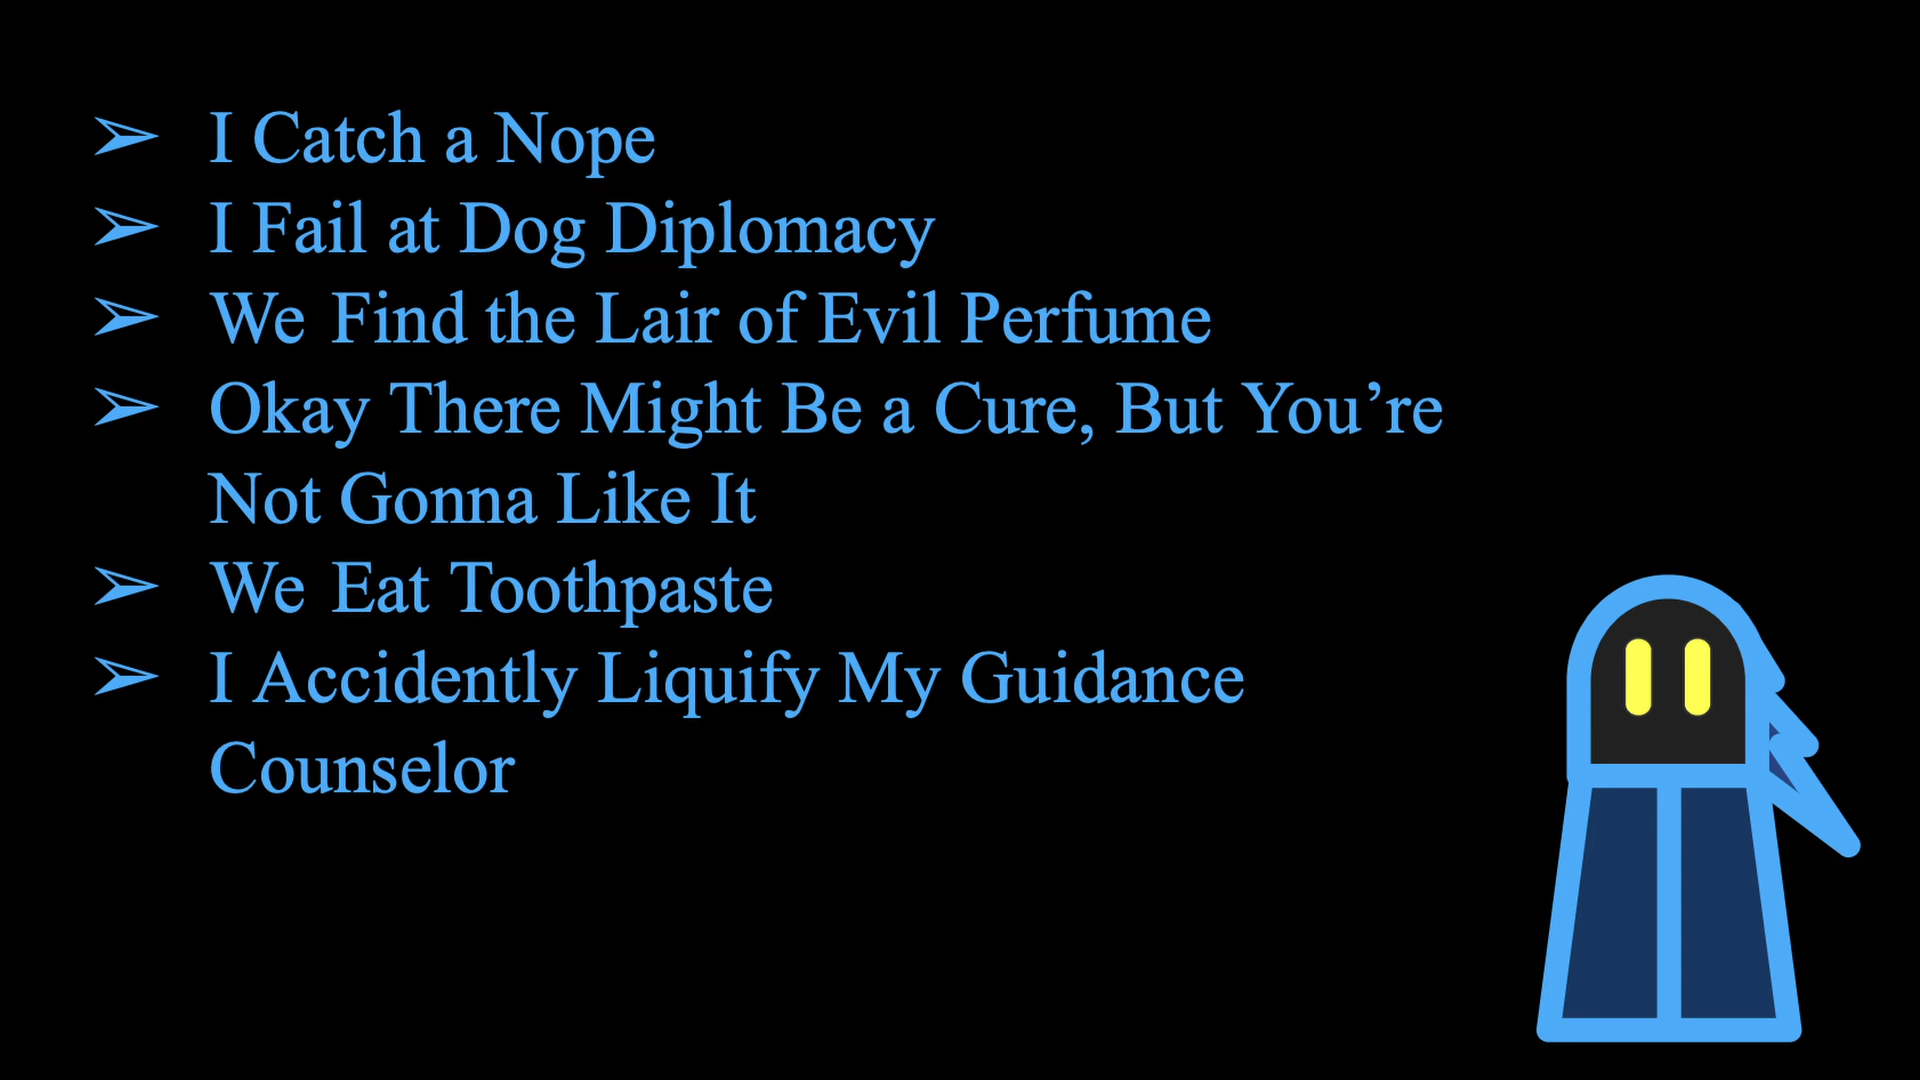 ➢ I Catch a Nope
➢ I Fail at Dog Diplomacy
➢ We Find the Lair of Evil Perfume
➢ Okay There Might Be a Cure, But You’re
Not Gonna Like It
➢ We Eat Toothpaste
➢ I Accidently Liquify My Guidance
Counselor